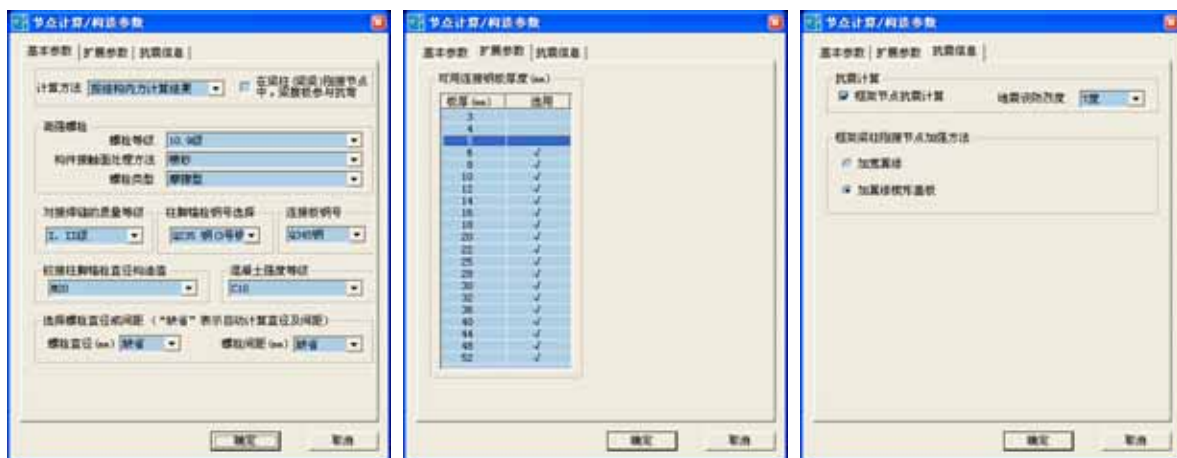 节点计算/构造参数
基本参数 扩展参数 抗震信息
计算方法 按结构内力计算结果
在梁柱(梁梁)刚接节点
中，梁腹板参与抗弯
高强螺栓
螺栓等级 10.9级
构件接触面处理方法 喷砂
螺栓类型 摩擦型
对接焊缝的质量等级 柱脚锚栓钢号选择 连接板钢号
I、II级 Q235 Q345钢
铰接柱脚锚栓直径构造值 混凝土强度等级
M20
选择螺栓直径或间距 ("缺省"表示自动计算直径及间距)
螺栓直径(mm) 缺省 螺栓间距(mm) 缺省
确定 取消
节点计算/构造参数
基本参数 扩展参数 抗震信息
可用连接钢板厚度(mm)
板厚(mm) 选用
3
4
5
6 √
8 √
10 √
12 √
14 √
16 √
18 √
20 √
22 √
25 √
28 √
30 √
32 √
36 √
40 √
44 √
48 √
52 √
确定 取消
节点计算/构造参数
基本参数 扩展参数 抗震信息
抗震计算
框架节点抗震计算 地震设防烈度
框架梁柱刚接节点加强方法
加宽翼缘
加翼缘楔形盖板
确定 取消